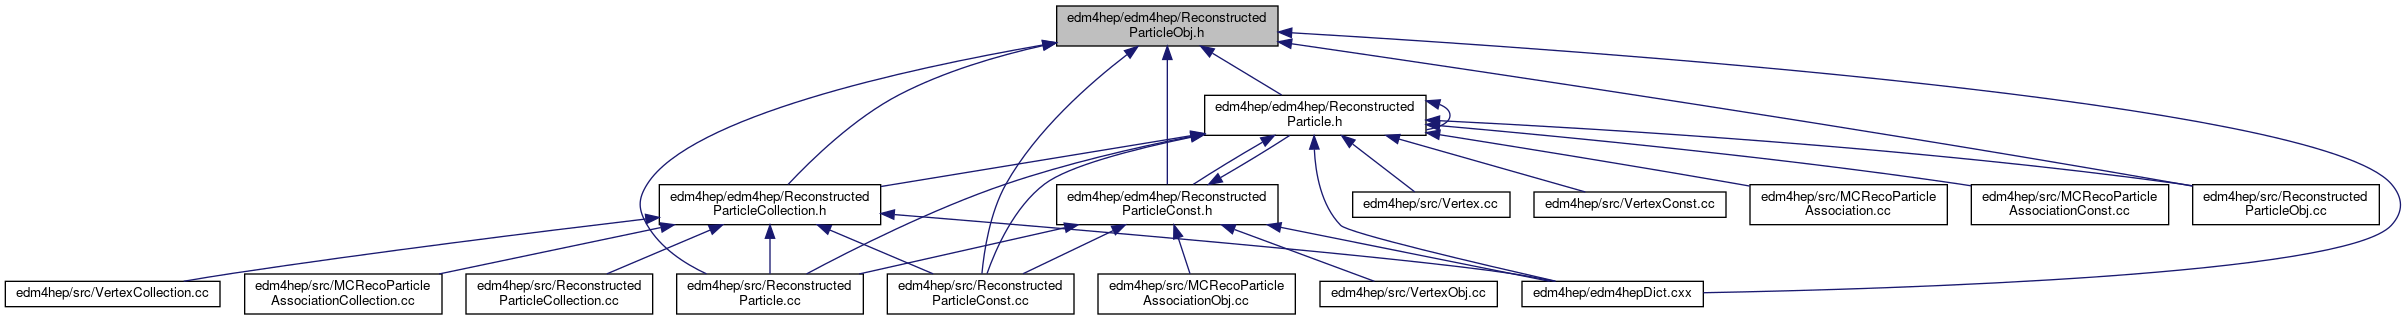 edm4hep/edm4hep/Reconstructed
ParticleObj.h
edm4hep/edm4hep/Reconstructed
Particle.h
edm4hep/edm4hep/Reconstructed
ParticleCollection.h
edm4hep/edm4hep/Reconstructed
ParticleConst.h
edm4hep/src/Vertex.cc
edm4hep/src/VertexConst.cc
edm4hep/src/MCRecoParticle
Association.cc
edm4hep/src/MCRecoParticle
AssociationConst.cc
edm4hep/src/Reconstructed
ParticleObj.cc
edm4hep/src/VertexCollection.cc
edm4hep/src/MCRecoParticle
AssociationCollection.cc
edm4hep/src/Reconstructed
ParticleCollection.cc
edm4hep/src/Reconstructed
Particle.cc
edm4hep/src/Reconstructed
ParticleConst.cc
edm4hep/src/MCRecoParticle
AssociationObj.cc
edm4hep/src/VertexObj.cc
edm4hep/edm4hepDict.cxx